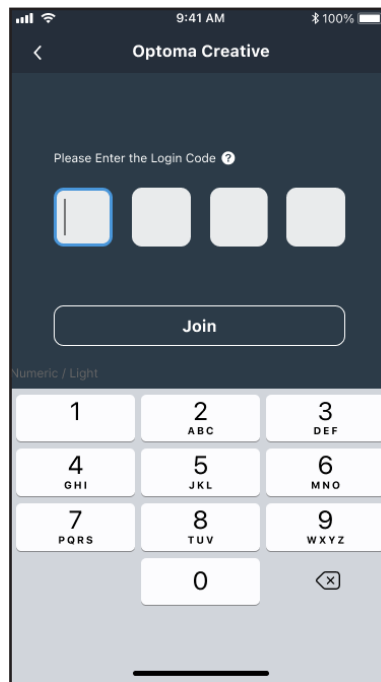 9:41 AM 100%
Optoma Creative
Please Enter the Login Code ?
Join
Numeric / Light
1 2 3
ABC DEF
4 5 6
GHI JKL MNO
7 8 9
PQRS TUV WXYZ
0